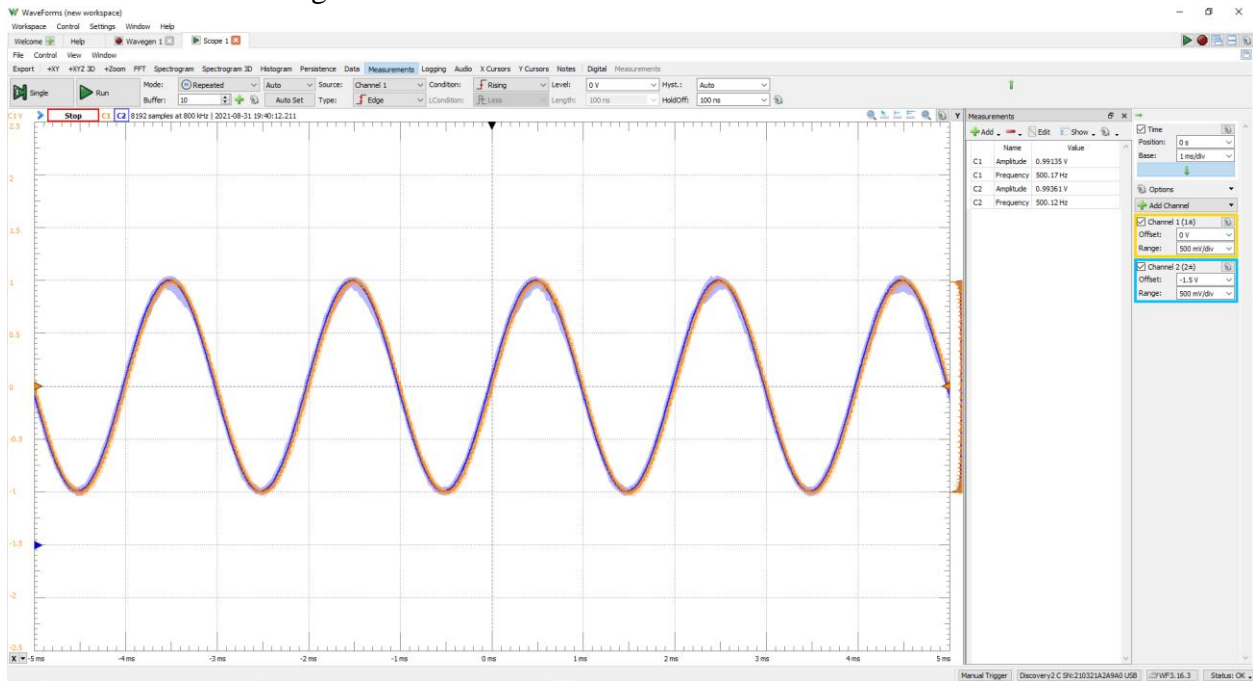 WaveForms (new workspace)
Workspace Control Settings Window Help
Welcome Help Wavegen 1 Scope 1
File Control View Window
Export +XY +XYZ 3D +Zoom FFT Spectrogram Spectrogram 3D Histogram Persistence Data Measurements Logging Audio X Cursors Y Cursors Notes Digital Measurements
Single Run Mode: Repeated Auto Source: Channel 1 Condition: Rising Level: 0 V Hyst.: Auto
Buffer: 10 Auto Set Type: Edge LCondition: Less Length: 100 ns HoldOff: 100 ns
C1 V Stop C1 C2 8192 samples at 800 kHz | 2021-08-31 19:40:12.211 Y
2.5
2
1.5
1
0.5
0
-0.5
-1
-1.5
-2
-2.5
X -5 ms -4 ms -3 ms -2 ms -1 ms 0 ms 1 ms 2 ms 3 ms 4 ms 5 ms
Measurements
Add Edit Show
Name Value
C1 Amplitude 0.99135 V
C1 Frequency 500.17 Hz
C2 Amplitude 0.99361 V
C2 Frequency 500.12 Hz
Time
Position: 0 s
Base: 1 ms/div
Options
Add Channel
Channel 1 (1±)
Offset: 0 V
Range: 500 mV/div
Channel 2 (2±)
Offset: -1.5 V
Range: 500 mV/div
Manual Trigger Discovery2 C SN:210321A2A9A0 USB WF3.16.3 Status: OK